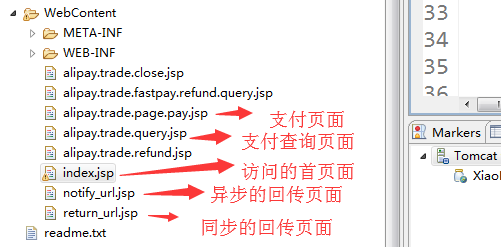 WebContent
META-INF
WEB-INF
alipay.trade.close.jsp
alipay.trade.fastpay.refund.query.jsp
alipay.trade.page.pay.jsp 支付页面
alipay.trade.query.jsp 支付查询页面
alipay.trade.refund.jsp
index.jsp 访问的首页面
notify_url.jsp 异步的回传页面
return_url.jsp 同步的回传页面
readme.txt
33
34
35
36
Markers
Tomcat
XiaoI